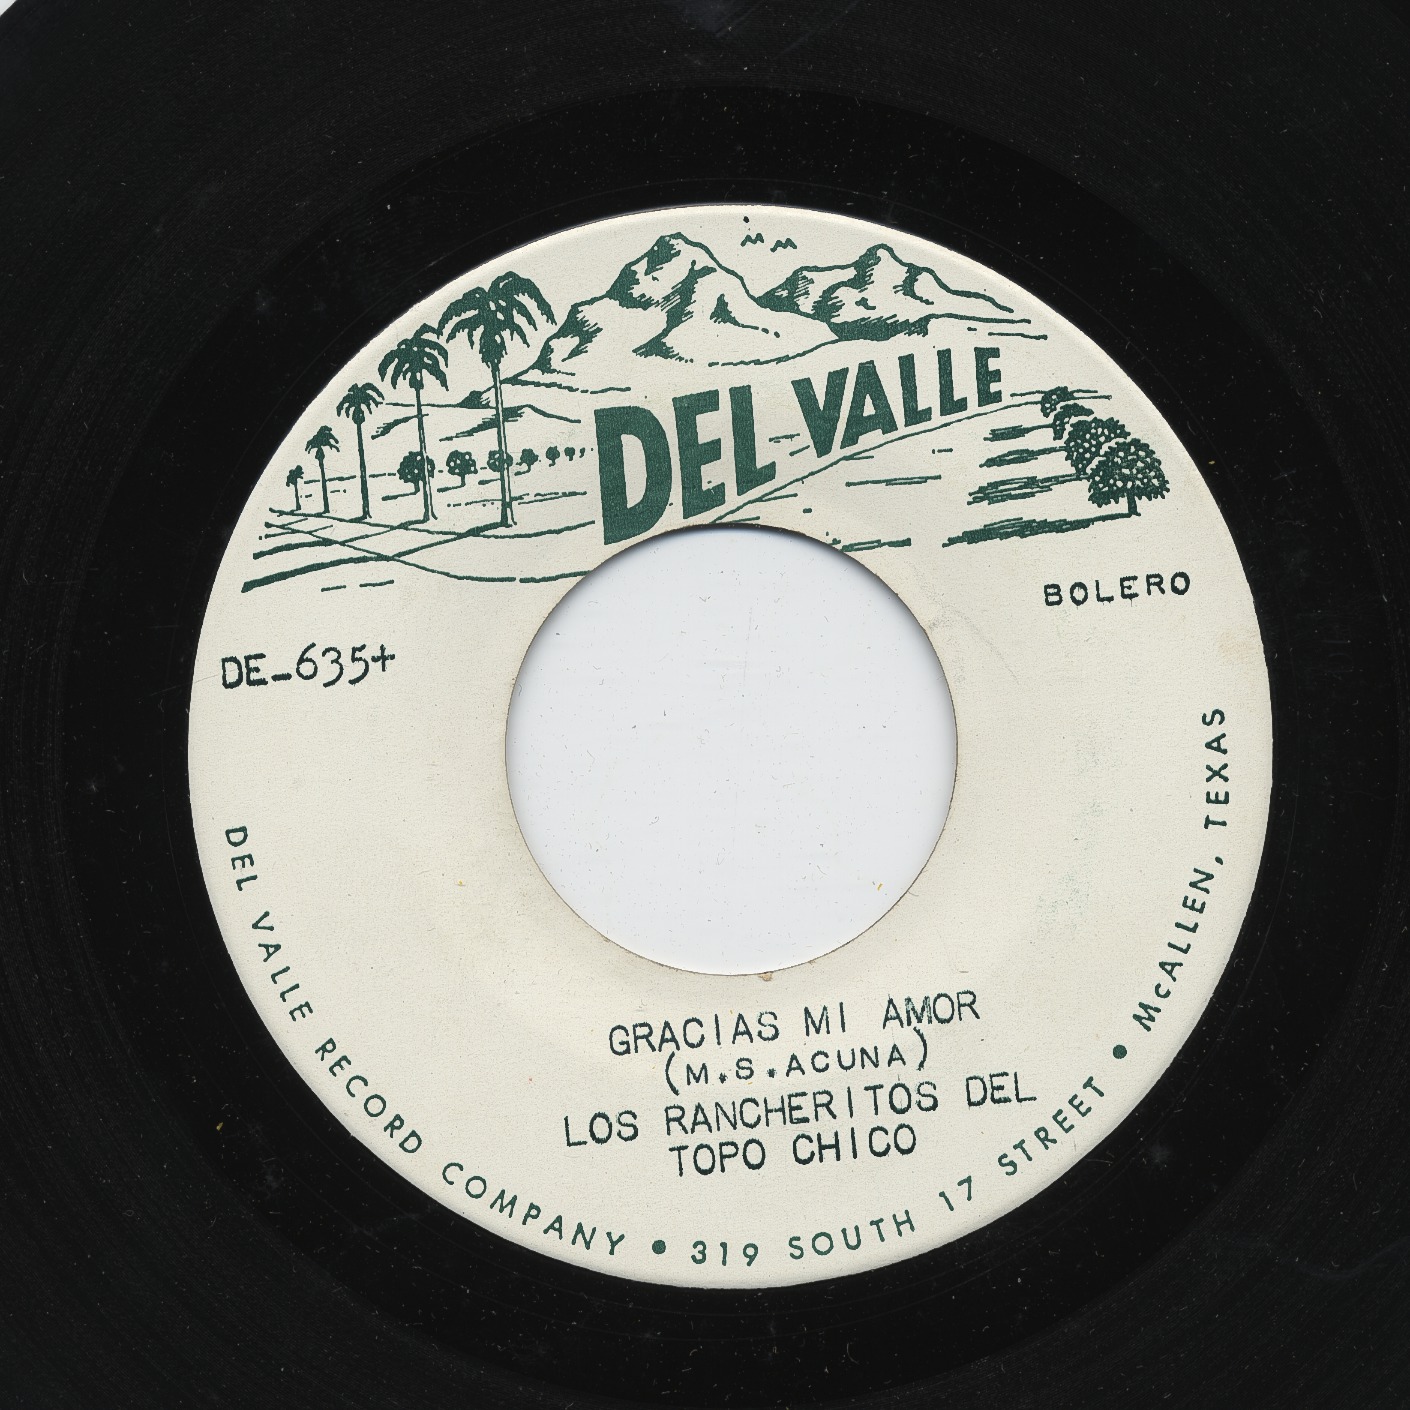 DEL VALLE
BOLERO
DE-635+
GRACIAS MI AMOR
(M.S.ACUNA)
LOS RANCHERITOS DEL
TOPO CHICO
DEL VALLE RECORD COMPANY • 319 SOUTH 17 STREET • McALLEN, TEXAS